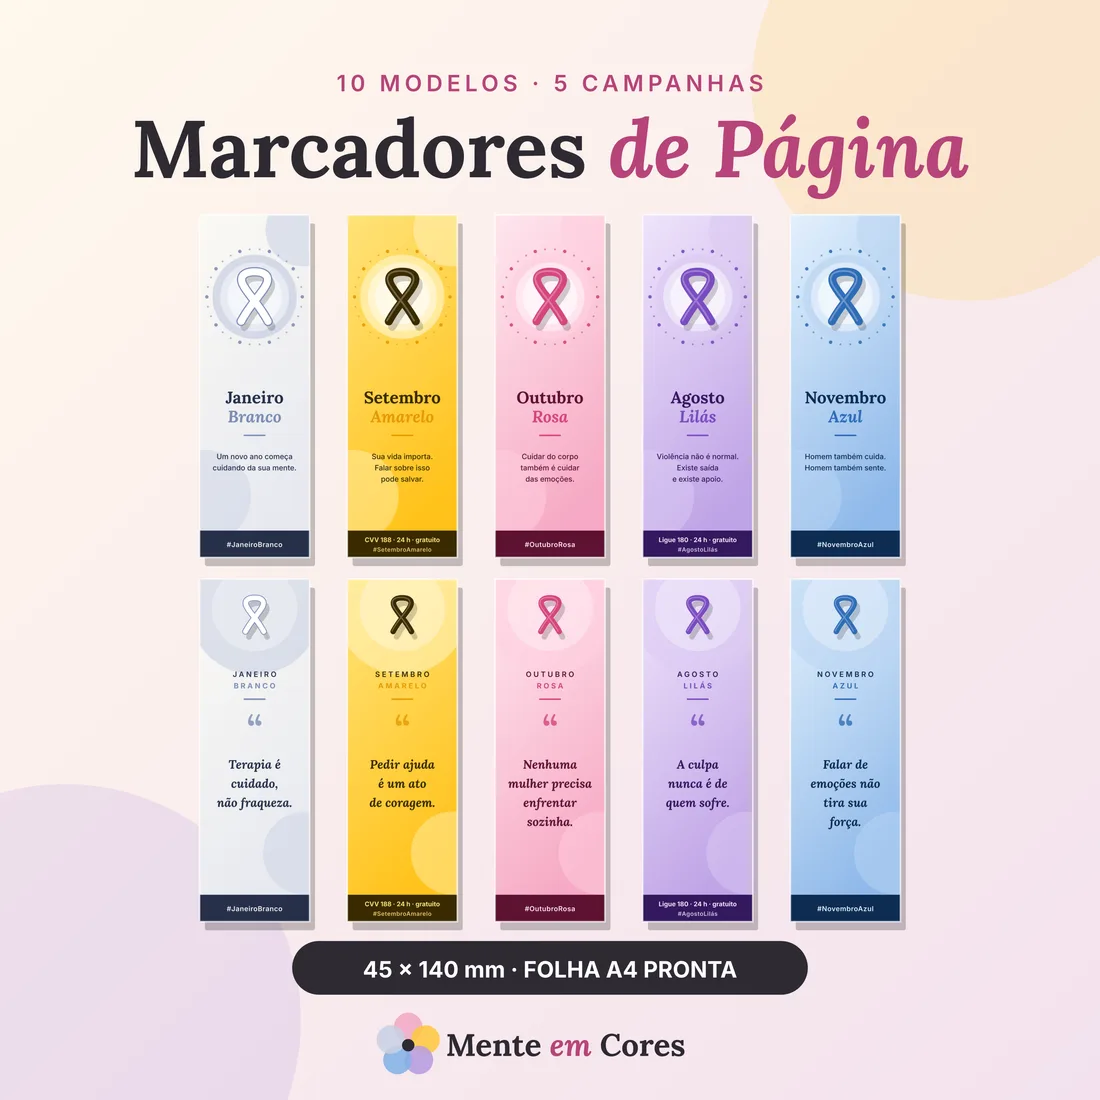 10 MODELOS · 5 CAMPANHAS
Marcadores de Página
Janeiro
Branco
Um novo ano começa
cuidando da sua mente.
#JaneiroBranco
Setembro
Amarelo
Sua vida importa.
Falar sobre isso
pode salvar.
CVV 188 · 24 h · gratuito
#SetembroAmarelo
Outubro
Rosa
Cuidar do corpo
também é cuidar
das emoções.
#OutubroRosa
Agosto
Lilás
Violência não é normal.
Existe saída
e existe apoio.
Ligue 180 · 24 h · gratuito
#AgostoLilás
Novembro
Azul
Homem também cuida.
Homem também sente.
#NovembroAzul
JANEIRO
BRANCO
“
Terapia é
cuidado,
não fraqueza.
#JaneiroBranco
SETEMBRO
AMARELO
“
Pedir ajuda
é um ato
de coragem.
CVV 188 · 24 h · gratuito
#SetembroAmarelo
OUTUBRO
ROSA
“
Nenhuma
mulher precisa
enfrentar
sozinha.
#OutubroRosa
AGOSTO
LILÁS
“
A culpa
nunca é de
quem sofre.
Ligue 180 · 24 h · gratuito
#AgostoLilás
NOVEMBRO
AZUL
“
Falar de
emoções não
tira sua
força.
#NovembroAzul
45 × 140 mm · FOLHA A4 PRONTA
Mente em Cores